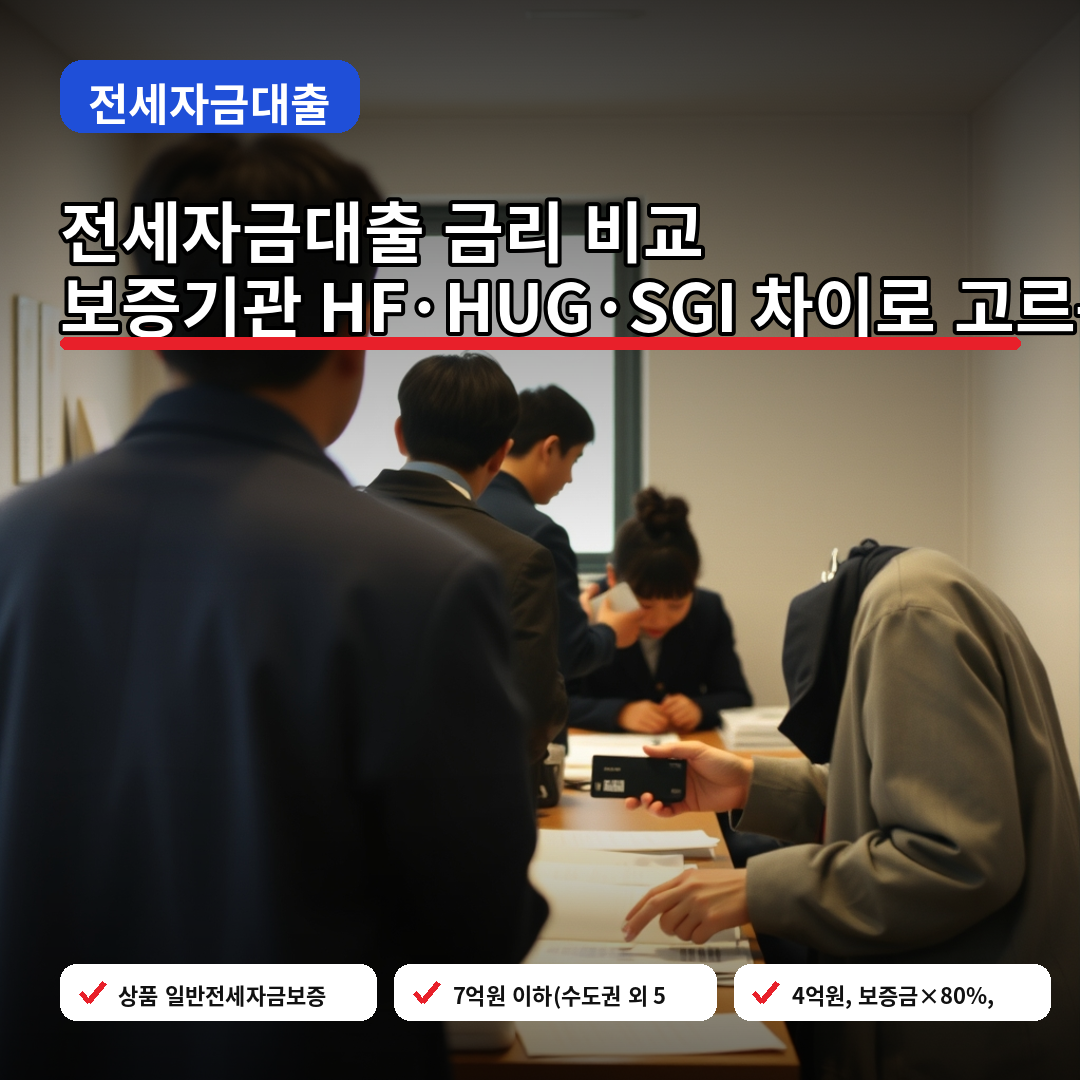 전세자금대출
전세자금대출 금리 비교
보증기관 HF·HUG·SGI 차이로 고르
상품 일반전세자금보증
7억원 이하(수도권 외 5
4억원, 보증금×80%,